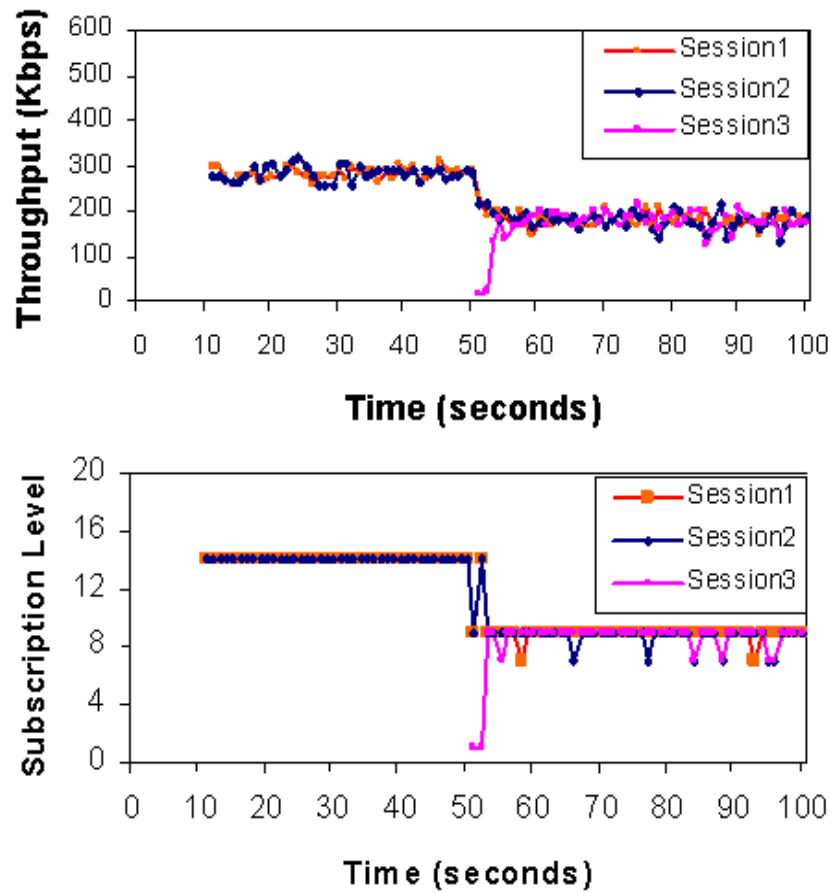 Throughput (Kbps)
600
500
400
300
200
100
0
Session1
Session2
Session3
0 10 20 30 40 50 60 70 80 90 100
Time (seconds)
Subscription Level
20
16
12
8
4
0
Session1
Session2
Session3
0 10 20 30 40 50 60 70 80 90 100
Time (seconds)